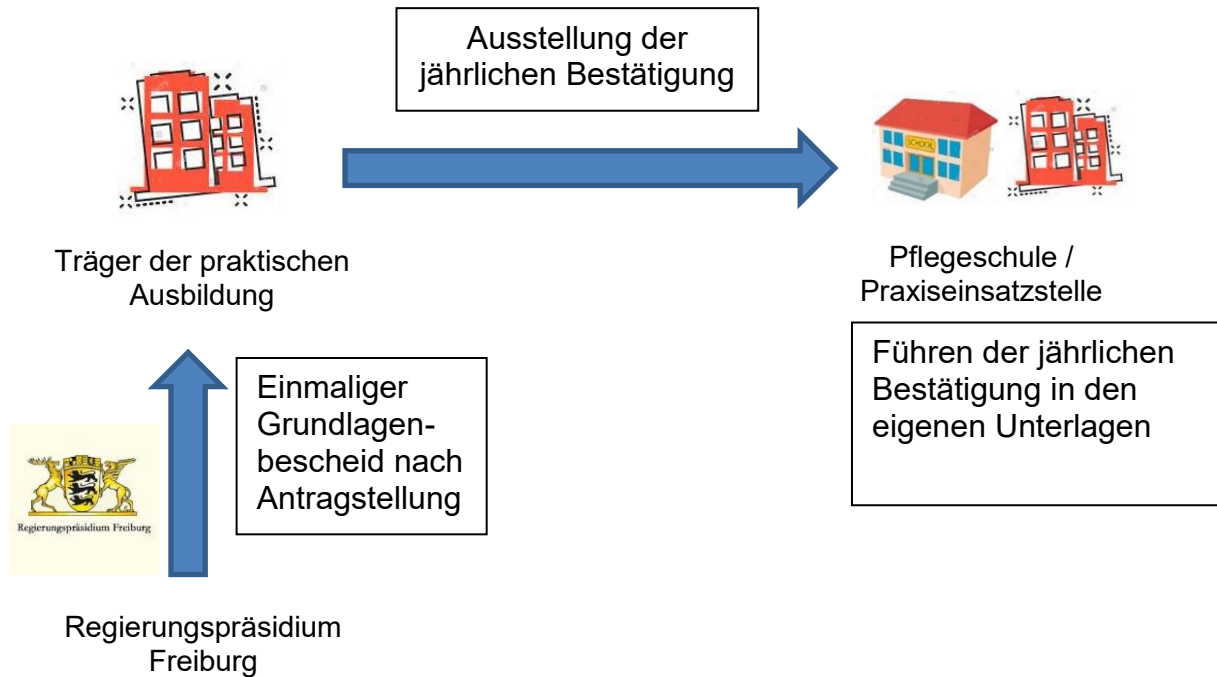 Ausstellung der
jährlichen Bestätigung
SCHOOL
Träger der praktischen
Ausbildung
Pflegeschule /
Praxiseinsatzstelle
Einmaliger
Grundlagen-
bescheid nach
Antragstellung
Führen der jährlichen
Bestätigung in den
eigenen Unterlagen
Regierungspräsidium Freiburg
Regierungspräsidium
Freiburg